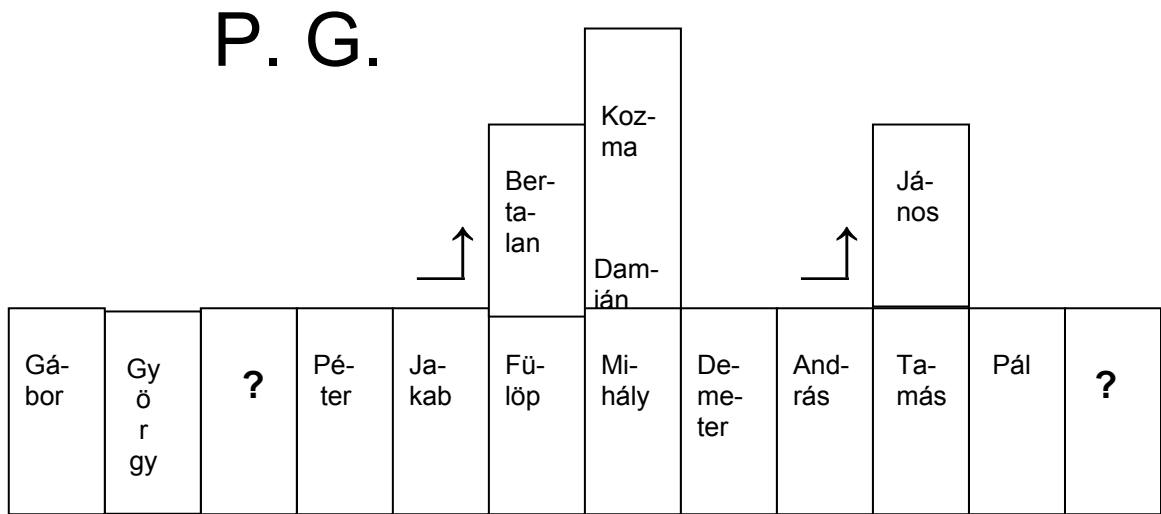 P. G.
Koz-
ma
Ber-
ta-
lan
Já-
nos
Dam-
ián
Gá-
bor
Gy
ö
r
gy
?
Pé-
ter
Ja-
kab
Fü-
löp
Mi-
hály
De-
me-
ter
And-
rás
Ta-
más
Pál
?